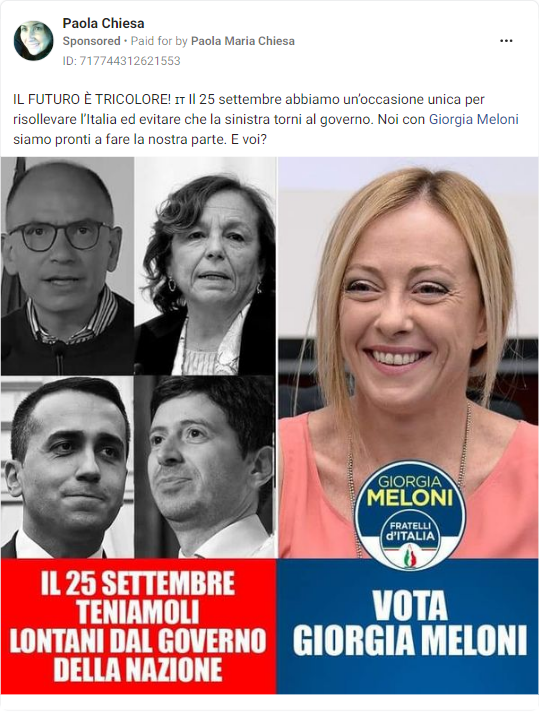 Paola Chiesa
Sponsored • Paid for by Paola Maria Chiesa
ID: 717744312621553
IL FUTURO È TRICOLORE! IT Il 25 settembre abbiamo un’occasione unica per
risollevare l’Italia ed evitare che la sinistra torni al governo. Noi con Giorgia Meloni
siamo pronti a fare la nostra parte. E voi?
GIORGIA
MELONI
FRATELLI
d'ITALIA
IL 25 SETTEMBRE
TENIAMOLI
LONTANI DAL GOVERNO
DELLA NAZIONE
VOTA
GIORGIA MELONI